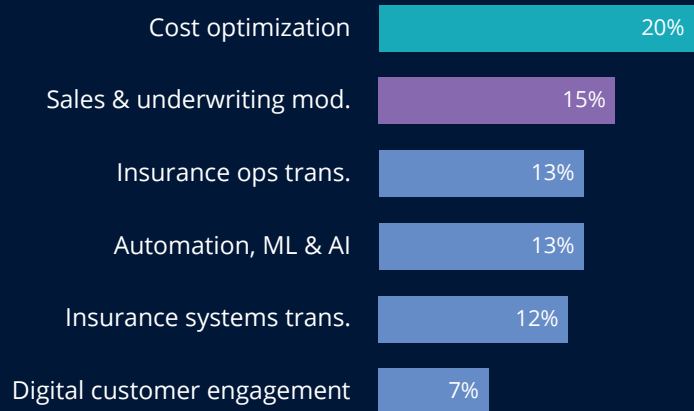 Cost optimization 20%
Sales & underwriting mod. 15%
Insurance ops trans. 13%
Automation, ML & AI 13%
Insurance systems trans. 12%
Digital customer engagement 7%